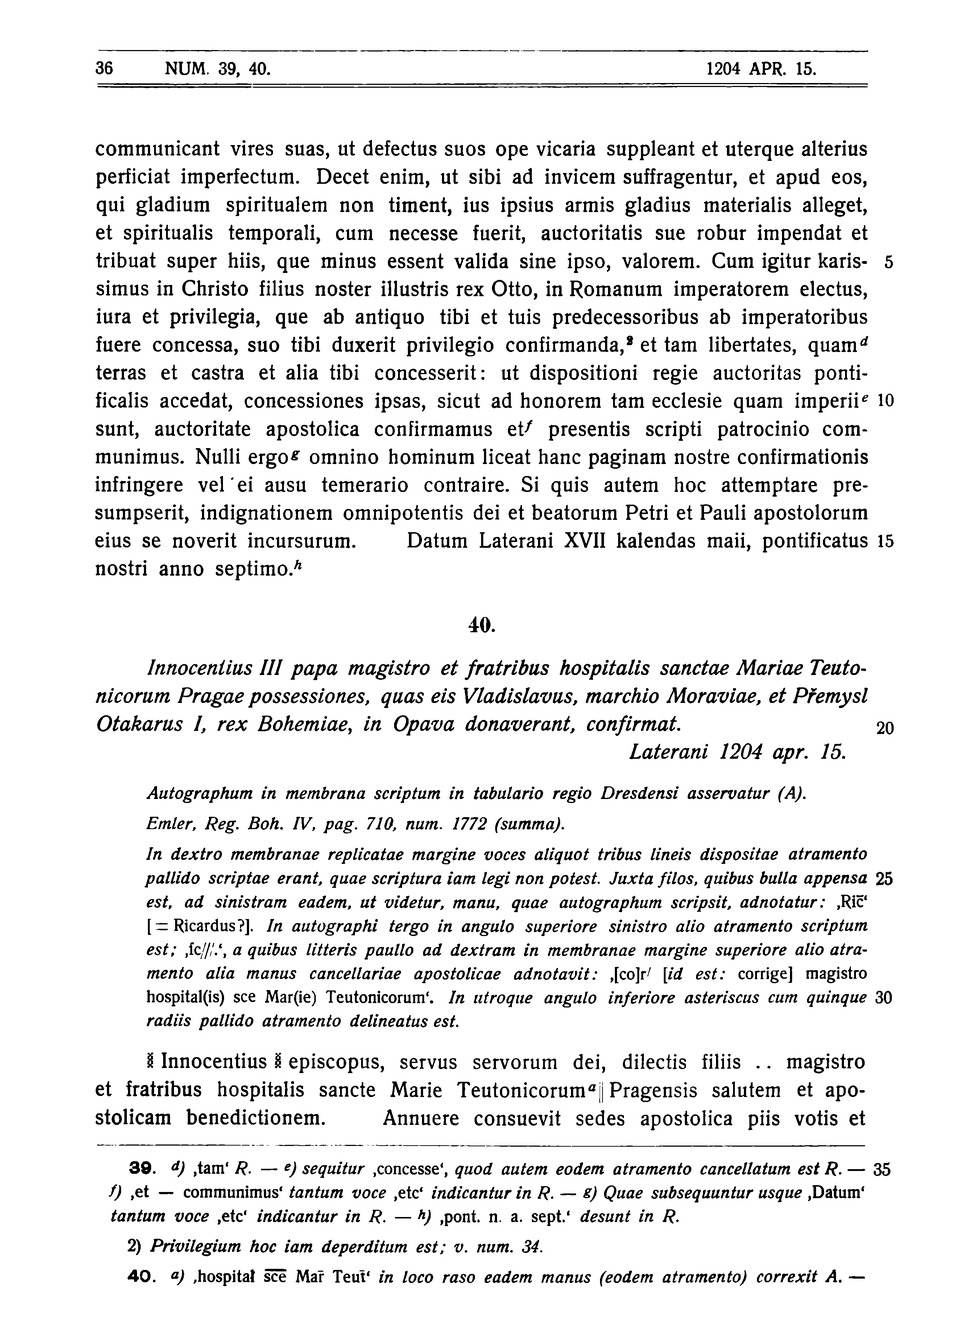 36 NUM. 39, 40. 1204 APR. 15.
communicant vires suas, ut defectus suos ope vicaria suppleant et uterque alterius
perficiat imperfectum. Decet enim, ut sibi ad invicem suffragentur, et apud eos,
qui gladium spiritualem non timent, ius ipsius armis gladius materialis alleget,
et spiritualis temporali, cum necesse fuerit, auctoritatis sue robur impendat et
tribuat super hiis, que minus essent valida sine ipso, valorem. Cum igitur karis- 5
simus in Christo filius noster illustris rex Otto, in Romanum imperatorem electus,
iura et privilegia, que ab antiquo tibi et tuis predecessoribus ab imperatoribus
fuere concessa, suo tibi duxerit privilegio confirmanda,² et tam libertates, quam ᵈ
terras et castra et alia tibi concesserit: ut dispositioni regie auctoritas ponti-
ficalis accedat, concessiones ipsas, sicut ad honorem tam ecclesie quam imperii ᵉ 10
sunt, auctoritate apostolica confirmamus et ᶠ presentis scripti patrocinio com-
munimus. Nulli ergo ᵍ omnino hominum liceat hanc paginam nostre confirmationis
infringere vel ei ausu temerario contraire. Si quis autem hoc attemptare pre-
sumpserit, indignationem omnipotentis dei et beatorum Petri et Pauli apostolorum
eius se noverit incursurum. Datum Laterani XVII kalendas maii, pontificatus 15
nostri anno septimo.ʰ
40.
Innocentius III papa magistro et fratribus hospitalis sanctae Mariae Teuto-
nicorum Pragae possessiones, quas eis Vladislavus, marchio Moraviae, et Přemysl
Otakarus I, rex Bohemiae, in Opava donaverant, confirmat. 20
Laterani 1204 apr. 15.
Autographum in membrana scriptum in tabulario regio Dresdensi asservatur (A).
Emler, Reg. Boh. IV, pag. 710, num. 1772 (summa).
In dextro membranae replicatae margine voces aliquot tribus lineis dispositae atramento
pallido scriptae erant, quae scriptura iam legi non potest. Juxta filos, quibus bulla appensa 25
est, ad sinistram eadem, ut videtur, manu, quae autographum scripsit, adnotatur: ‚Ric̄‘
[= Ricardus?]. In autographi tergo in angulo superiore sinistro alio atramento scriptum
est; a quibus litteris paullo ad dextram in membranae margine superiore alio atra-
mento alia manus cancellariae apostolicae adnotavit: ‚[co]r/ [id est: corrige] magistro
hospital(is) sce Mar(ie) Teutonicorum‘. In utroque angulo inferiore asteriscus cum quinque 30
radiis pallido atramento delineatus est.
Innocentius episcopus, servus servorum dei, dilectis filiis .. magistro
et fratribus hospitalis sancte Marie Teutonicorum ᵃ || Pragensis salutem et apo-
stolicam benedictionem. Annuere consuevit sedes apostolica piis votis et
39. d) ‚tam‘ R. — e) sequitur ‚concesse‘, quod autem eodem atramento cancellatum est R. — 35
f) ‚et — communimus‘ tantum voce ‚etc‘ indicantur in R. — g) Quae subsequuntur usque ‚Datum‘
tantum voce ‚etc‘ indicantur in R. — h) ‚pont. n. a. sept.‘ desunt in R.
2) Privilegium hoc iam deperditum est; v. num. 34.
40. a) ‚hospitał s̅c̅e̅ Mar̄ Teut̄‘ in loco raso eadem manus (eodem atramento) correxit A. —